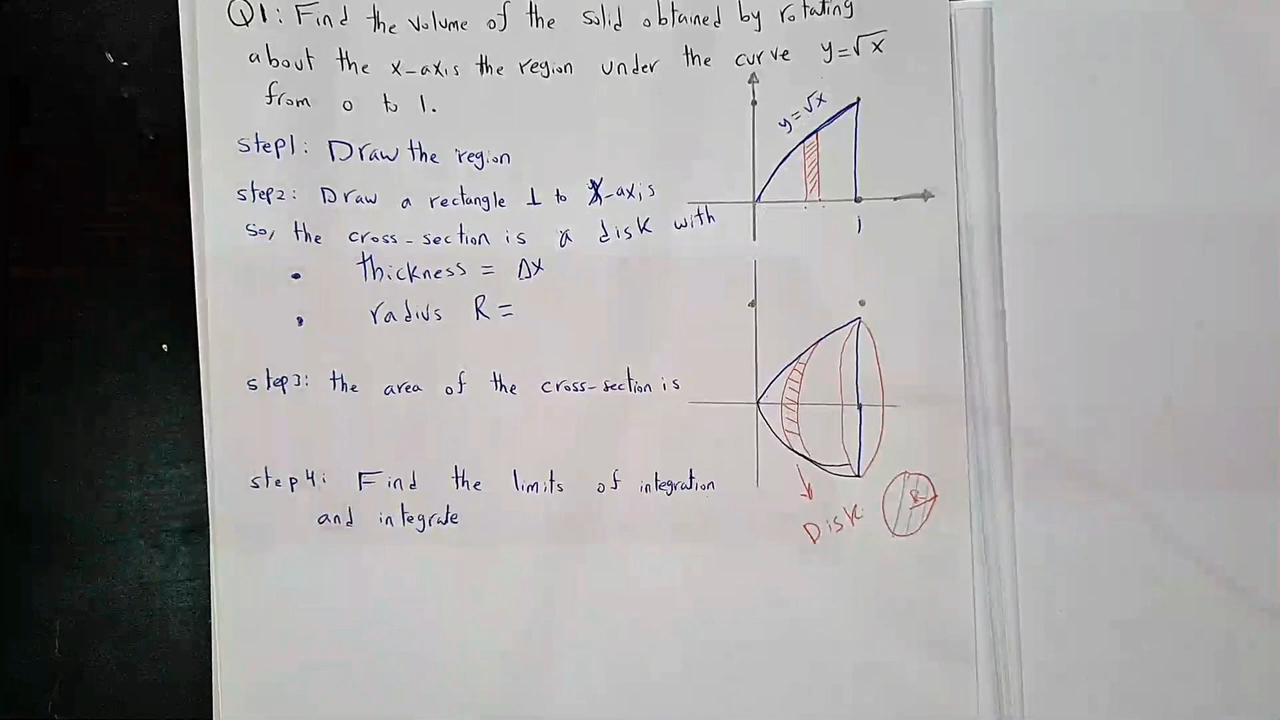 Q1: Find the volume of the solid obtained by rotating
about the x-axis the region under the curve y=√x
from 0 to 1.
y=√x
step1: Draw the region
step2: Draw a rectangle ⊥ to X-axis
so, the cross-section is a disk with
1
• thickness = Δx
• radius R =
step3: the area of the cross-section is
step4: Find the limits of integration
and integrate
Disk
R